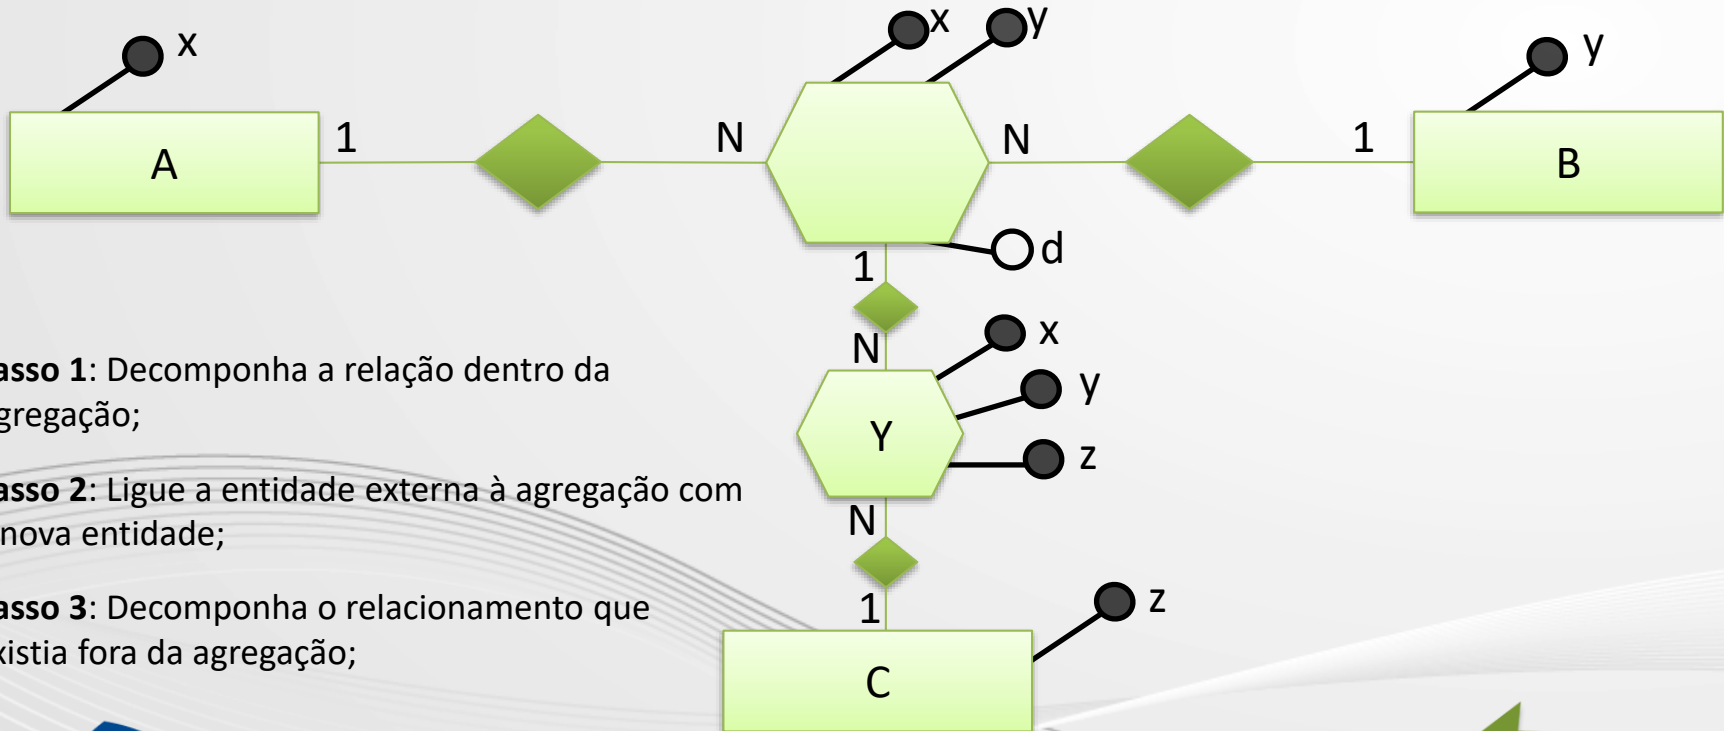 x
x
y
y
A
1
N
N
1
B
d
1
N
x
asso 1: Decomponha a relação dentro da
gregação;
y
Y
z
asso 2: Ligue a entidade externa à agregação com
nova entidade;
N
asso 3: Decomponha o relacionamento que
xistia fora da agregação;
1
z
C